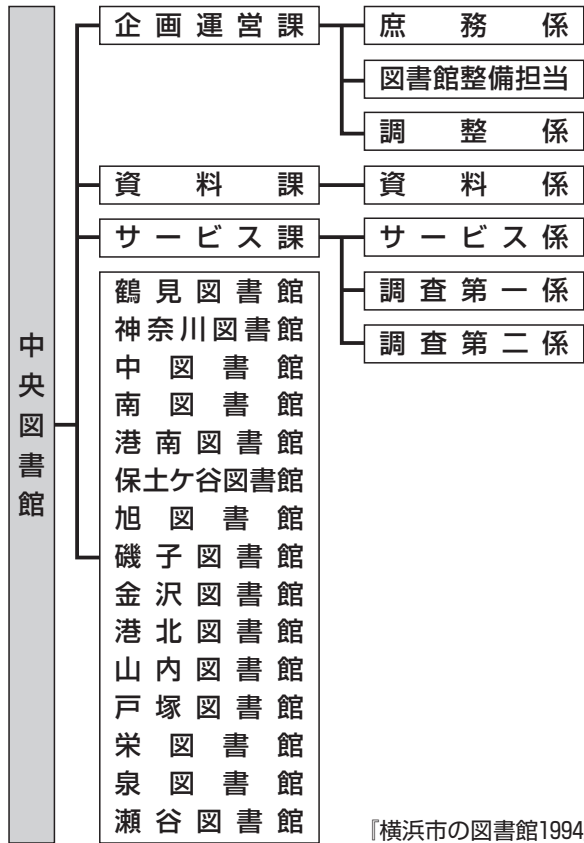 中央図書館
企画運営課
庶務係
図書館整備担当
調整係
資料課
資料係
サービス課
サービス係
調査第一係
調査第二係
鶴見図書館
神奈川図書館
中図書館
南図書館
港南図書館
保土ケ谷図書館
旭図書館
磯子図書館
金沢図書館
港北図書館
山内図書館
戸塚図書館
栄図書館
泉図書館
瀬谷図書館
『横浜市の図書館1994